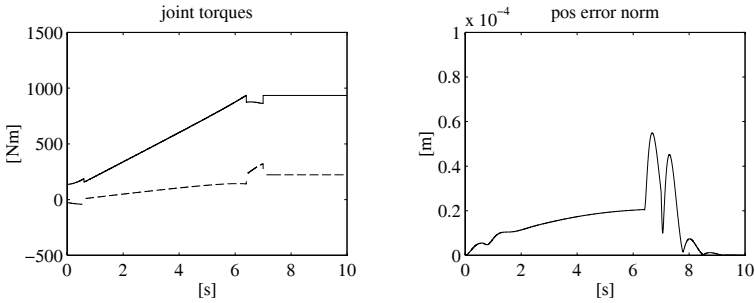 joint torques
1500
1000
500
0
−500
[Nm]
0 2 4 6 8 10
[s]
pos error norm
x 10⁻⁴
1
0.8
0.6
0.4
0.2
0
[m]
0 2 4 6 8 10
[s]